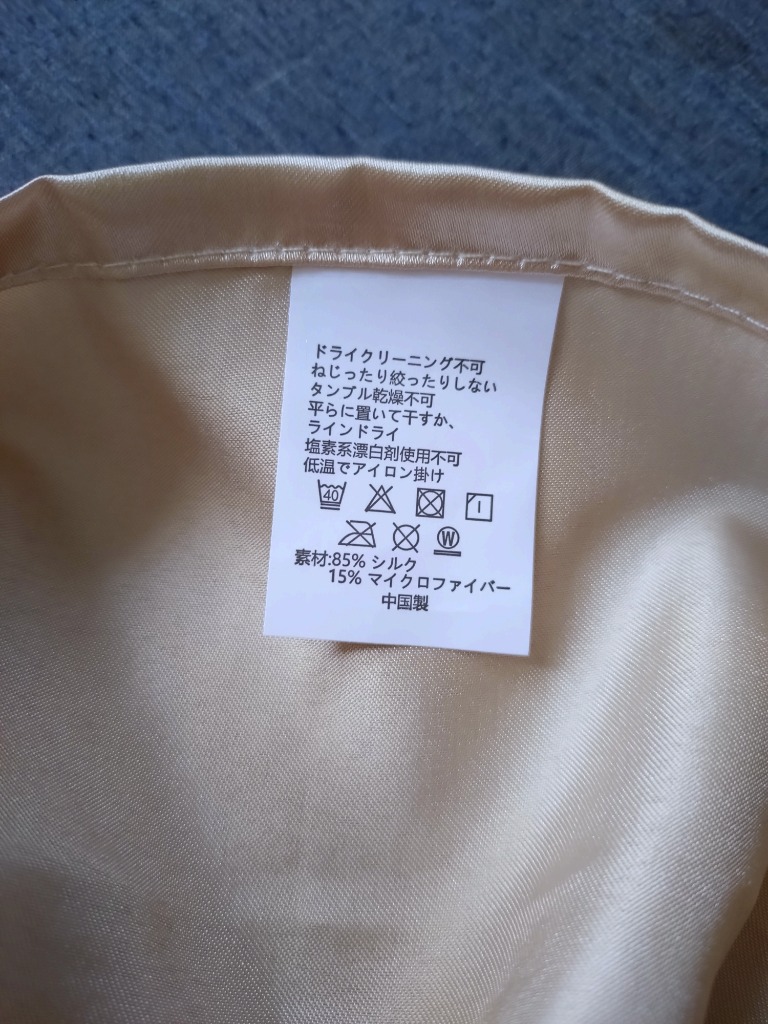 ドライクリーニング不可
ねじったり絞ったりしない
タンブル乾燥不可
平らに置いて干すか、
ラインドライ
塩素系漂白剤使用不可
低温でアイロン掛け
40
W
素材:85% シルク
15% マイクロファイバー
中国製